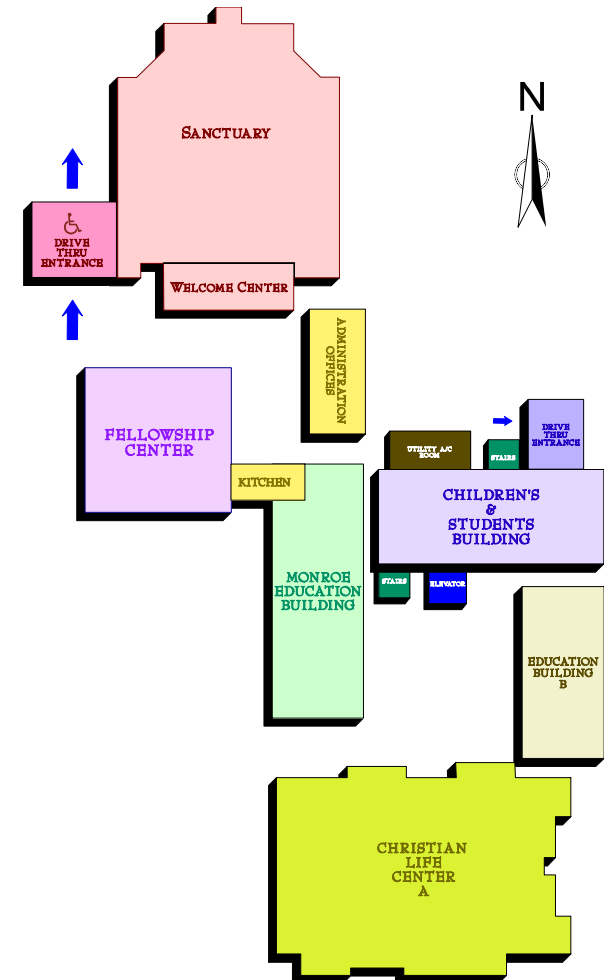 N
SANCTUARY
DRIVE
THRU
ENTRANCE
WELCOME CENTER
ADMINISTRATION
OFFICES
FELLOWSHIP
CENTER
KITCHEN
UTILITY A/C
ROOM
STAIRS
DRIVE
THRU
ENTRANCE
CHILDREN'S
&
STUDENTS
BUILDING
MONROE
EDUCATION
BUILDING
STAIRS
ELEVATOR
EDUCATION
BUILDING
B
CHRISTIAN
LIFE
CENTER
A